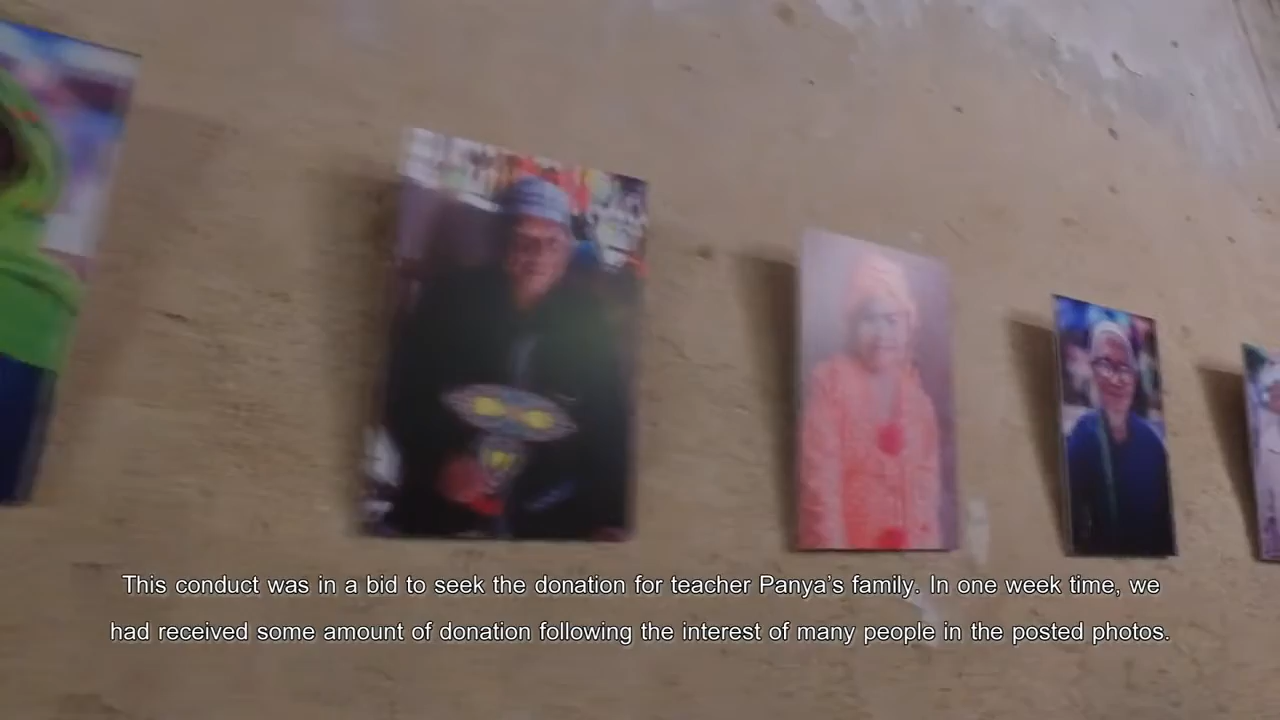 This conduct was in a bid to seek the donation for teacher Panya’s family. In one week time, we
had received some amount of donation following the interest of many people in the posted photos.